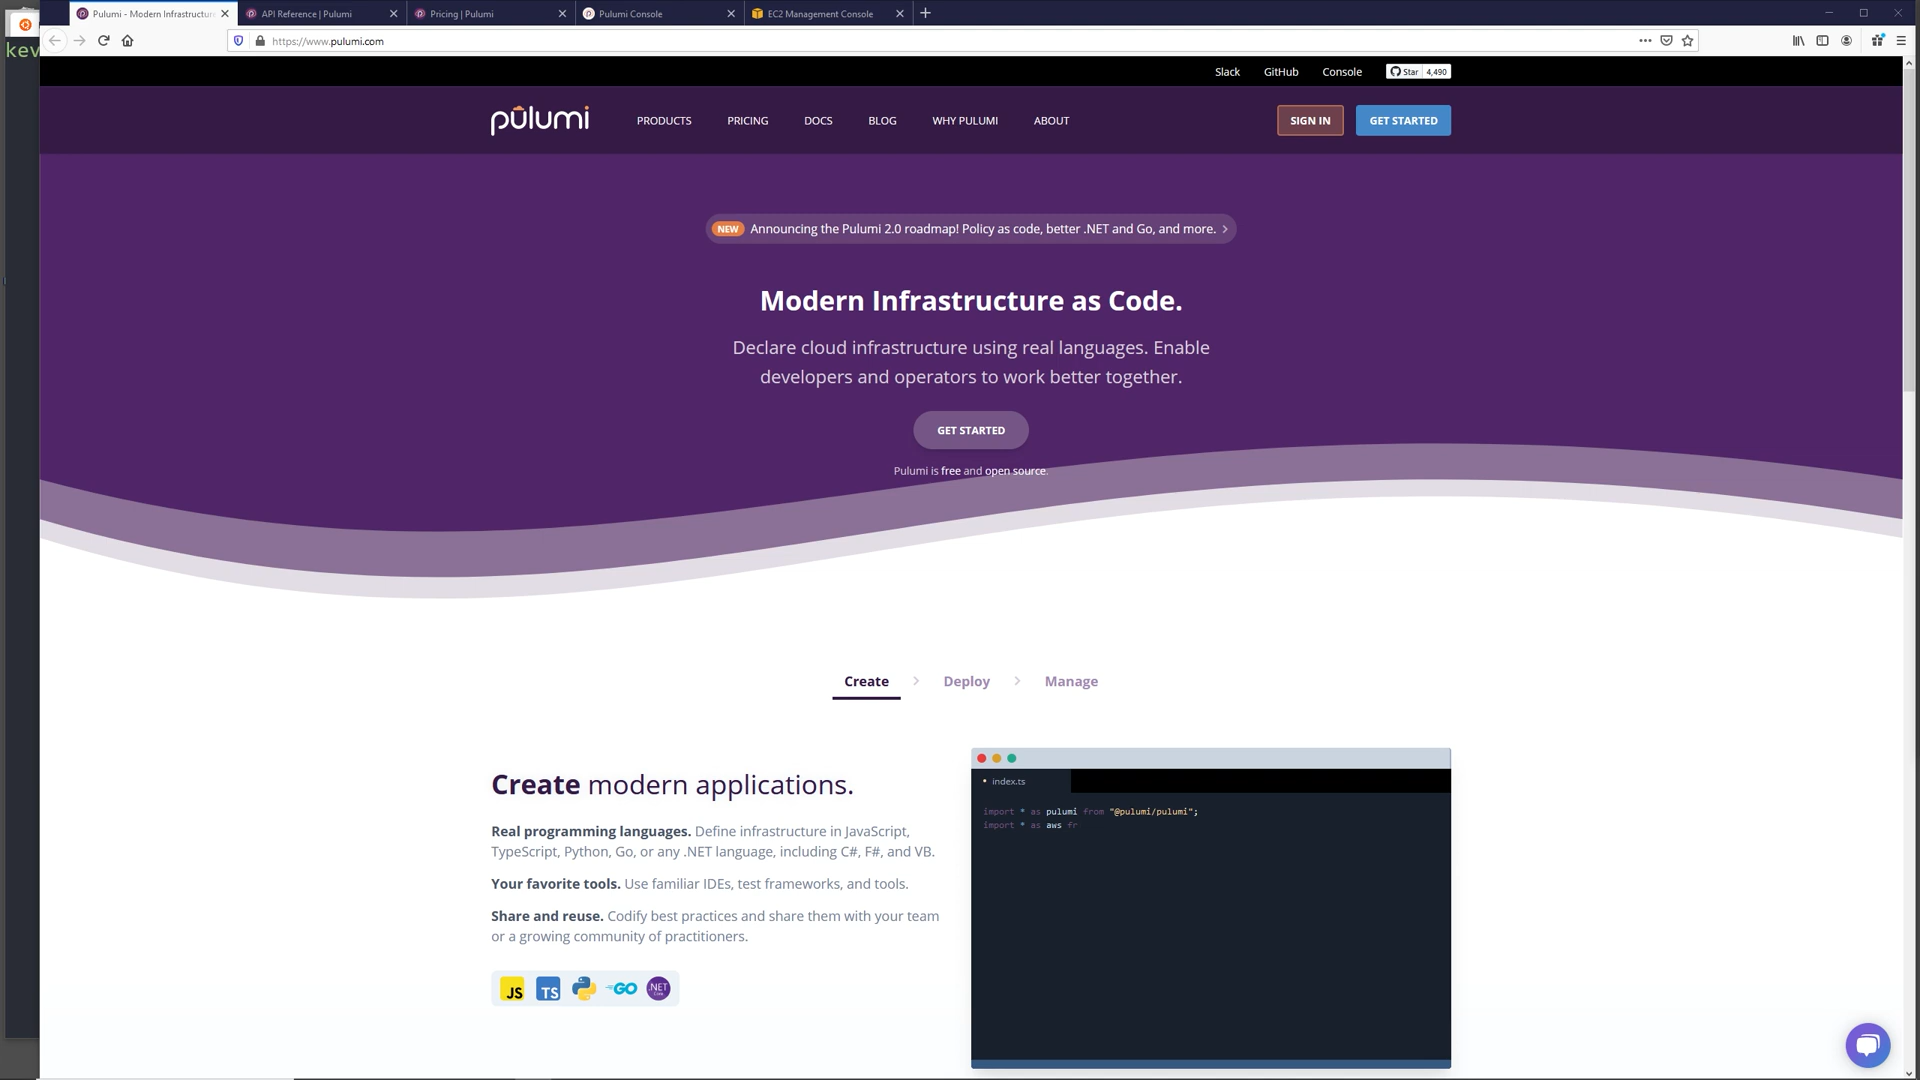 Pulumi - Modern Infrastructure
API Reference | Pulumi
Pricing | Pulumi
Pulumi Console
EC2 Management Console
kev
https://www.pulumi.com
Slack
GitHub
Console
Star
4,490
pulumi
PRODUCTS
PRICING
DOCS
BLOG
WHY PULUMI
ABOUT
SIGN IN
GET STARTED
NEW Announcing the Pulumi 2.0 roadmap! Policy as code, better .NET and Go, and more.
Modern Infrastructure as Code.
Declare cloud infrastructure using real languages. Enable
developers and operators to work better together.
GET STARTED
Pulumi is free and open source.
Create
Deploy
Manage
Create modern applications.
Real programming languages. Define infrastructure in JavaScript,
TypeScript, Python, Go, or any .NET language, including C#, F#, and VB.
Your favorite tools. Use familiar IDEs, test frameworks, and tools.
Share and reuse. Codify best practices and share them with your team
or a growing community of practitioners.
JS
TS
GO
.NET
Core
index.ts
import * as pulumi from "@pulumi/pulumi";
import * as aws fr